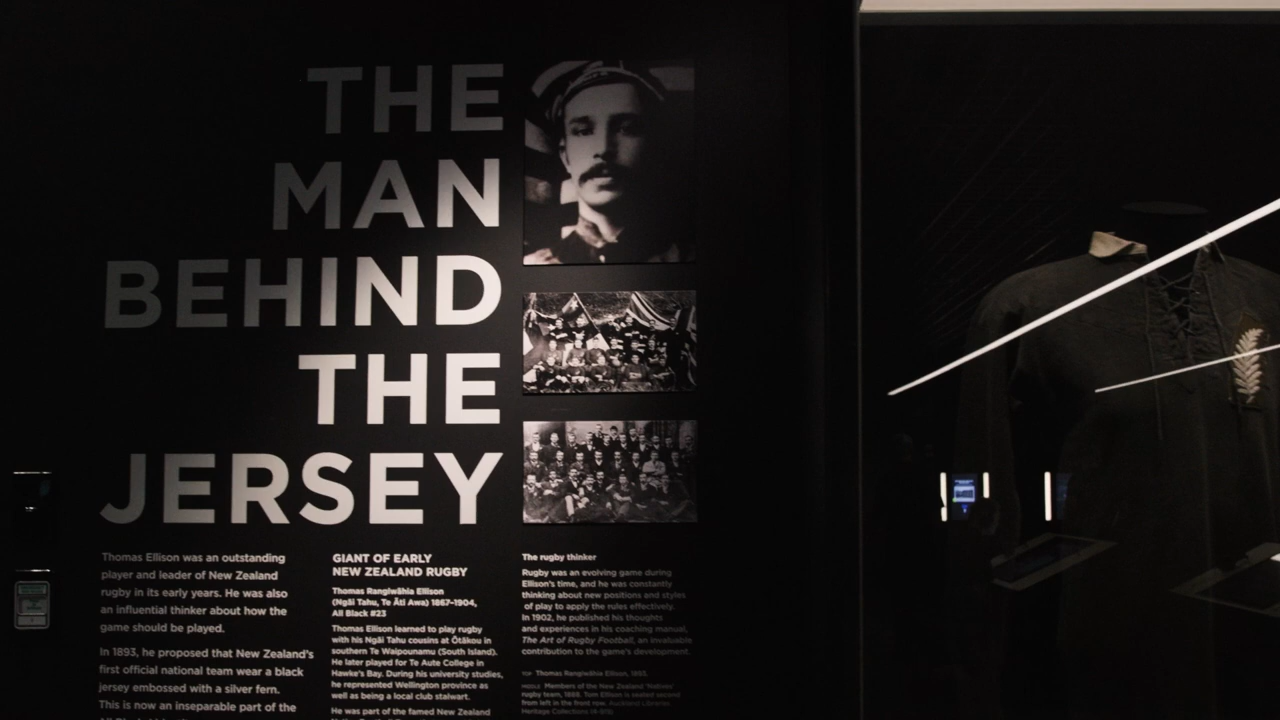 THE
MAN
BEHIND
THE
JERSEY
Thomas Ellison was an outstanding
player and leader of New Zealand
rugby in its early years. He was also
an influential thinker about how the
game should be played.
In 1893, he proposed that New Zealand's
first official national team wear a black
jersey embossed with a silver fern.
This is now an inseparable part of the
GIANT OF EARLY
NEW ZEALAND RUGBY
Thomas Rangiwāhia Ellison
(Ngāi Tahu, Te Āti Awa) 1867–1904,
All Black #23
Thomas Ellison learned to play rugby
with his Ngāi Tahu cousins at Ōtākou in
southern Te Waipounamu (South Island).
He later played for Te Aute College in
Hawke's Bay. During his university studies,
he represented Wellington province as
well as being a local club stalwart.
He was part of the famed New Zealand
The rugby thinker
Rugby was an evolving game during
Ellison's time, and he was constantly
thinking about new positions and styles
of play to apply the rules effectively.
In 1902, he published his thoughts
and experiences in his coaching manual,
The Art of Rugby Football, an invaluable
contribution to the game's development.
TOP Thomas Rangiwāhia Ellison, 1893.
MIDDLE Members of the New Zealand 'Natives'
rugby team, 1889. Tom Ellison is seated second
from left in the front row. Auckland Libraries
Heritage Collections